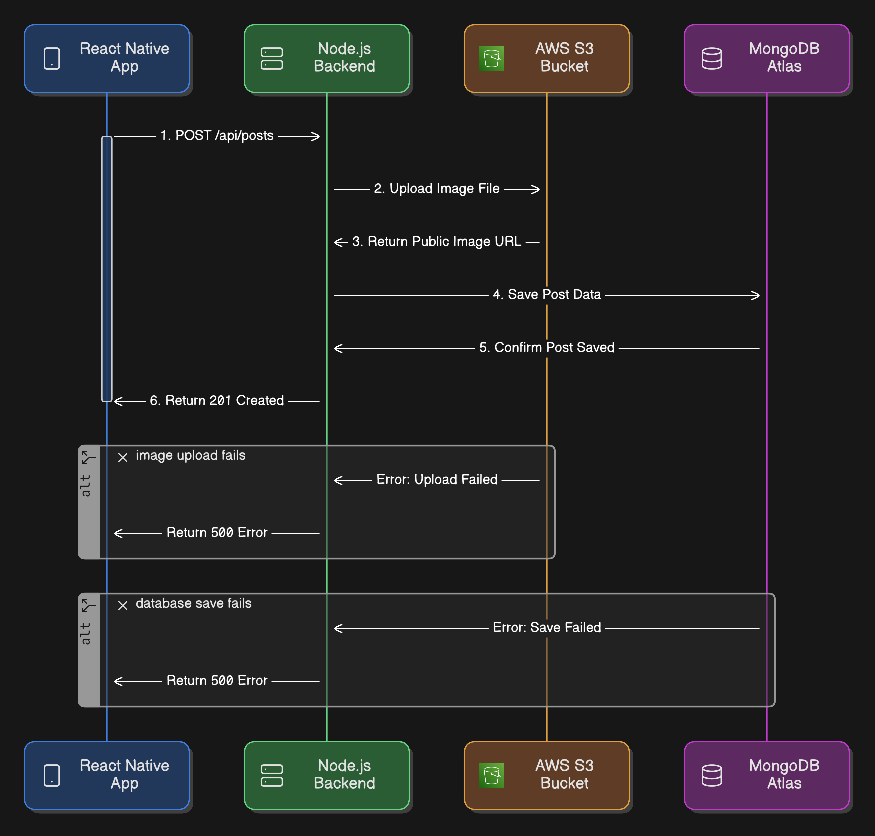 React Native
App
Node.js
Backend
AWS S3
Bucket
MongoDB
Atlas
1. POST /api/posts
2. Upload Image File
3. Return Public Image URL
4. Save Post Data
5. Confirm Post Saved
6. Return 201 Created
alt
image upload fails
Error: Upload Failed
Return 500 Error
alt
database save fails
Error: Save Failed
Return 500 Error
React Native
App
Node.js
Backend
AWS S3
Bucket
MongoDB
Atlas